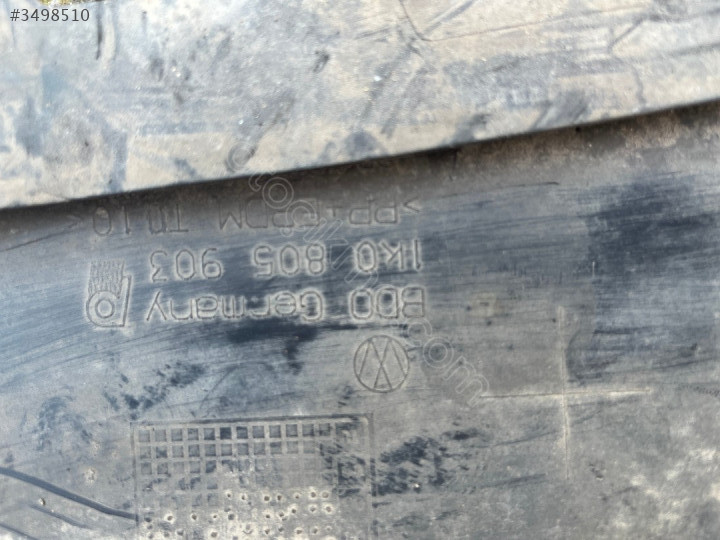 #3498510
BDO Germany
1K0 805 903
>PP+EPDM TD10<